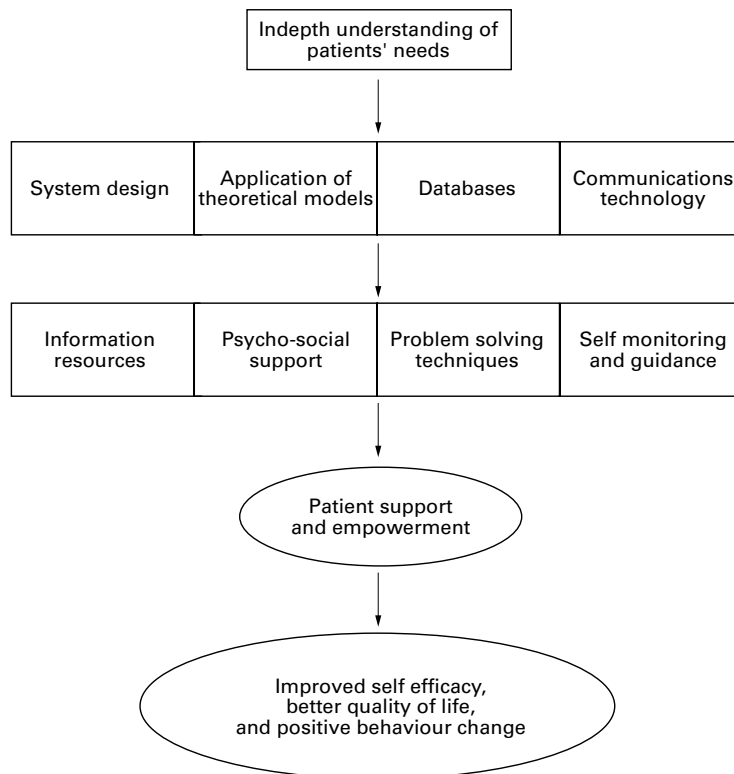 Indepth understanding of
patients' needs
System design
Application of
theoretical models
Databases
Communications
technology
Information
resources
Psycho-social
support
Problem solving
techniques
Self monitoring
and guidance
Patient support
and empowerment
Improved self efficacy,
better quality of life,
and positive behaviour change